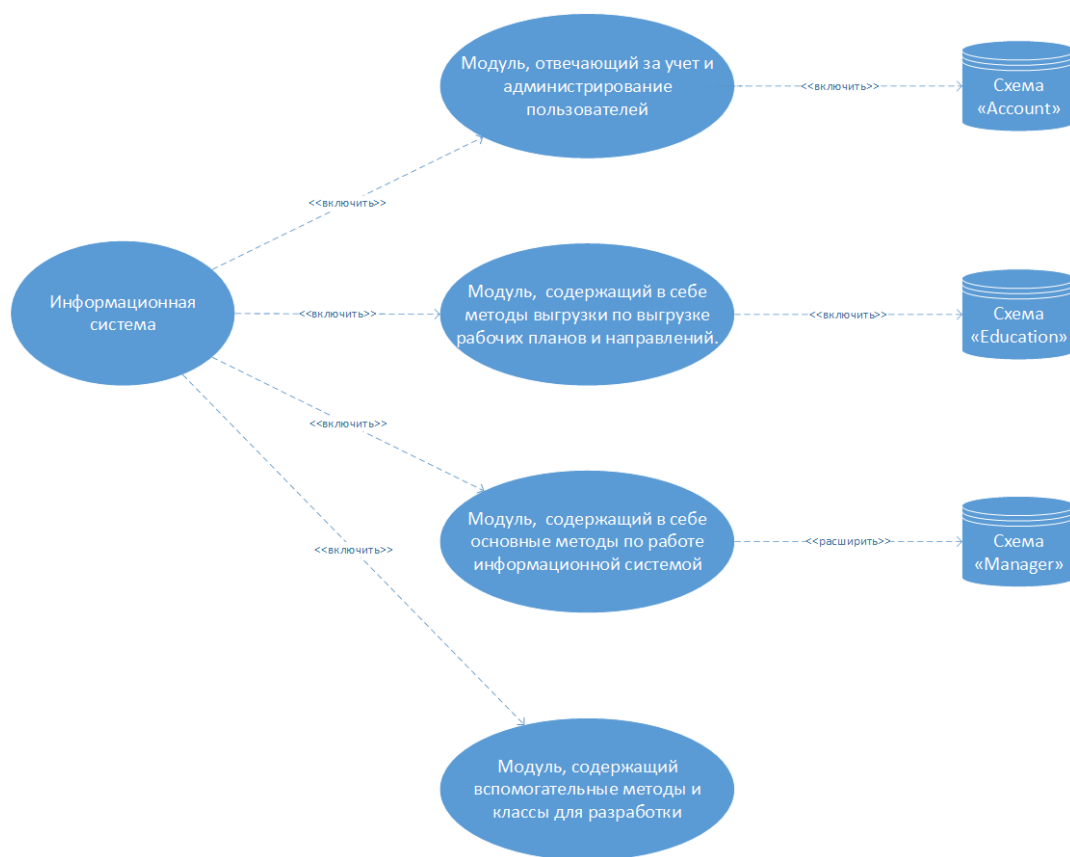 Модуль, отвечающий за учет и
администрирование
пользователей
<<включить>>
Схема
«Account»
<<включить>>
Информационная
система
<<включить>>
Модуль,  содержащий в себе
методы выгрузки по выгрузке
рабочих планов и направлений.
<<включить>>
Схема
«Education»
<<включить>>
Модуль,  содержащий в себе
основные методы по работе
информационной системой
<<расширить>>
Схема
«Manager»
<<включить>>
Модуль, содержащий
вспомогательные методы и
классы для разработки